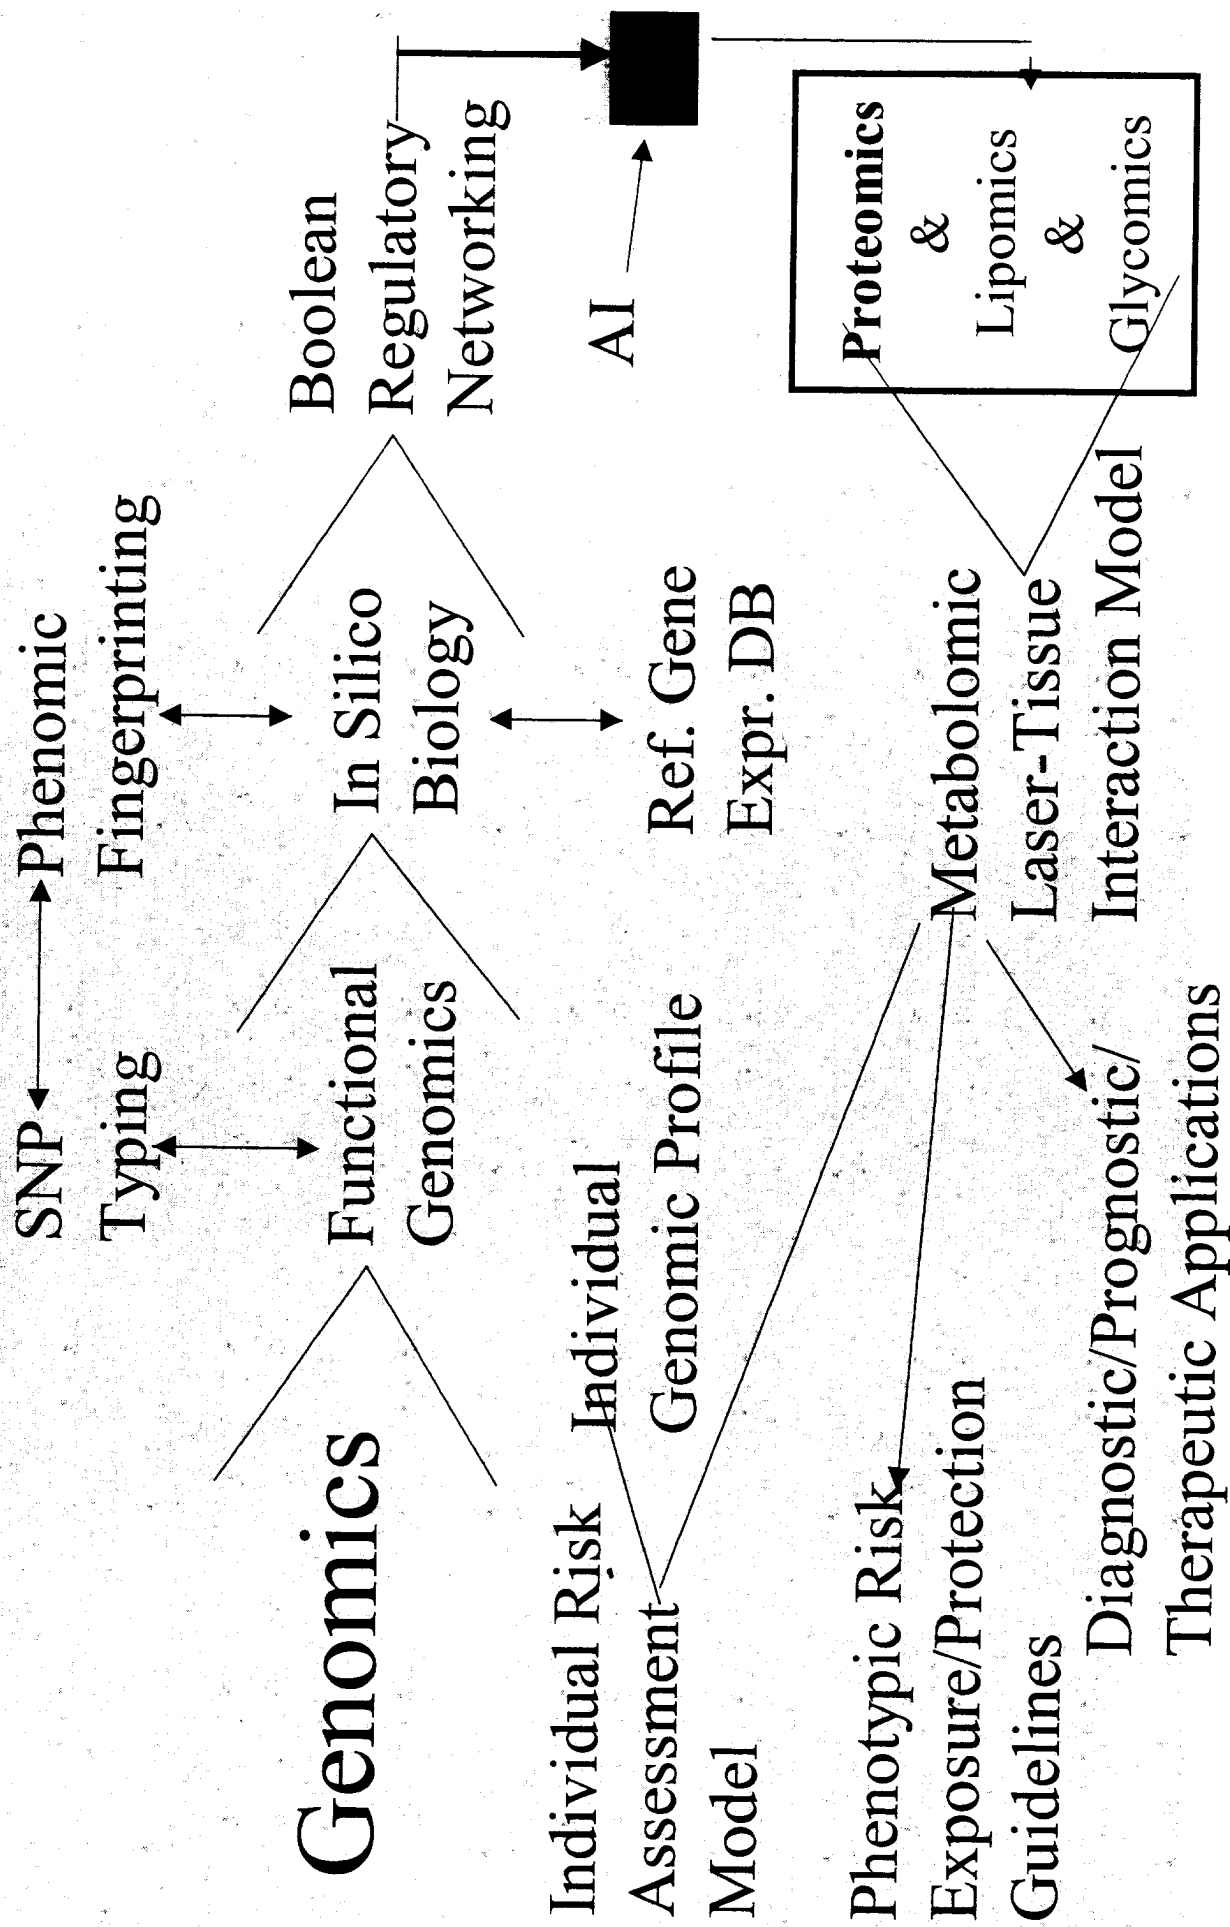 SNP
Typing
Phenomic
Fingerprinting
Genomics
Functional
Genomics
In Silico
Biology
Boolean
Regulatory
Networking
Individual Risk
Assessment
Model
Individual
Genomic Profile
Ref. Gene
Expr. DB
AI
Phenotypic Risk
Exposure/Protection
Guidelines
Diagnostic/Prognostic/
Therapeutic Applications
Metabolomic
Laser-Tissue
Interaction Model
Proteomics
&
Lipomics
&
Glycomics